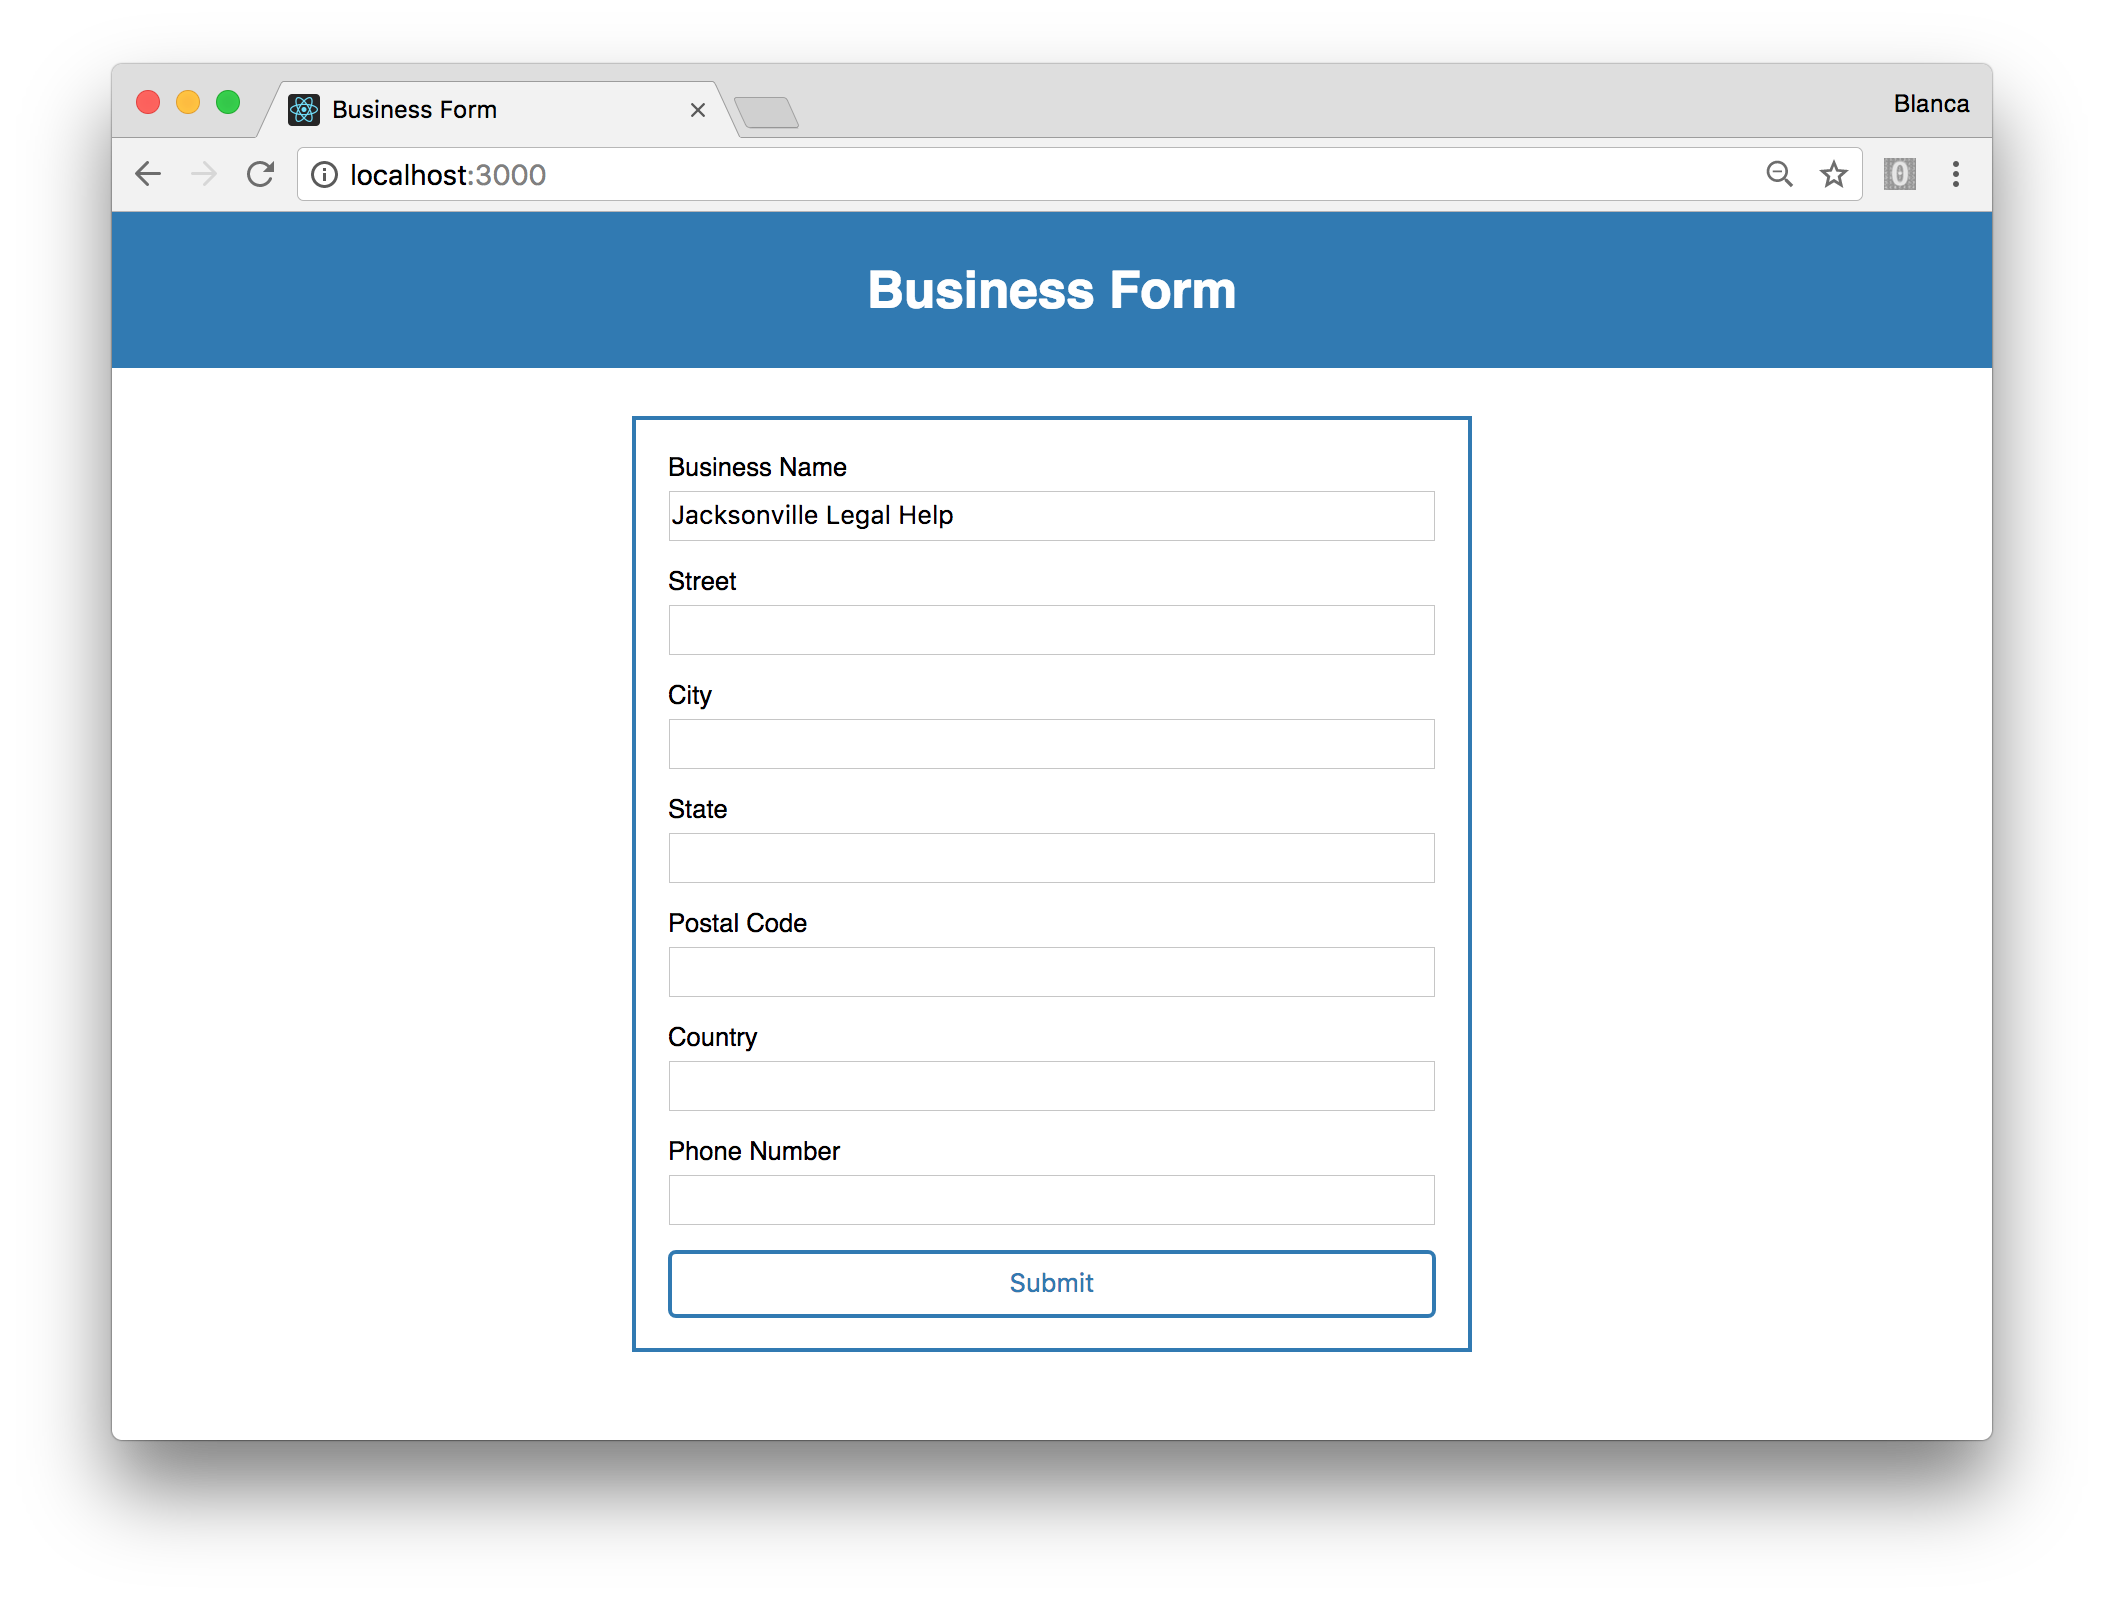 Business Form
Blanca
localhost:3000
Business Form
Business Name
Jacksonville Legal Help
Street
City
State
Postal Code
Country
Phone Number
Submit